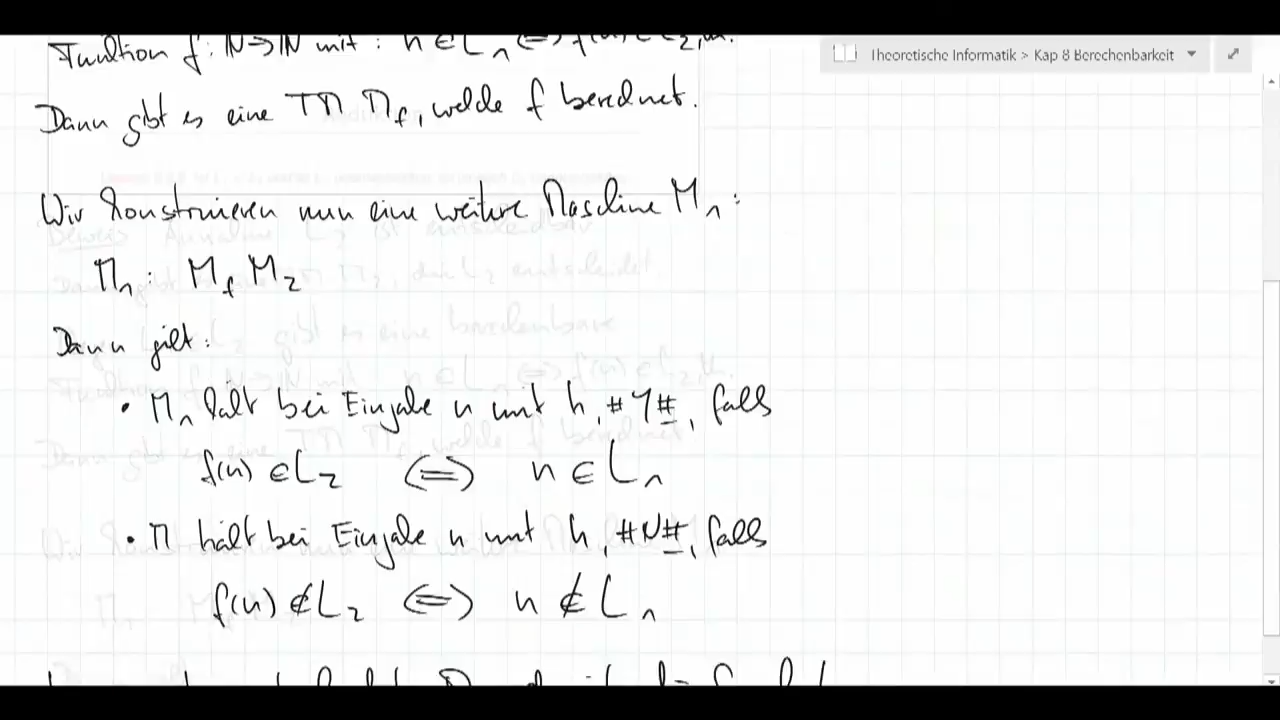 Funktion f: ℕ→ℕ mit: n ∈ L₁ ⟺ f(n) ∈ L₂
Theoretische Informatik > Kap 8 Berechenbarkeit
Dann gibt es eine TM M_f, welche f berechnet.
Wir konstruieren nun eine weitere Maschine M₁:
M₁: M_f M₂
Dann gilt:
• M₁ hält bei Eingabe n mit h, #Y#, falls
f(n) ∈ L₂ ⟺ n ∈ L₁
• M hält bei Eingabe n mit h, #N#, falls
f(n) ∉ L₂ ⟺ n ∉ L₁